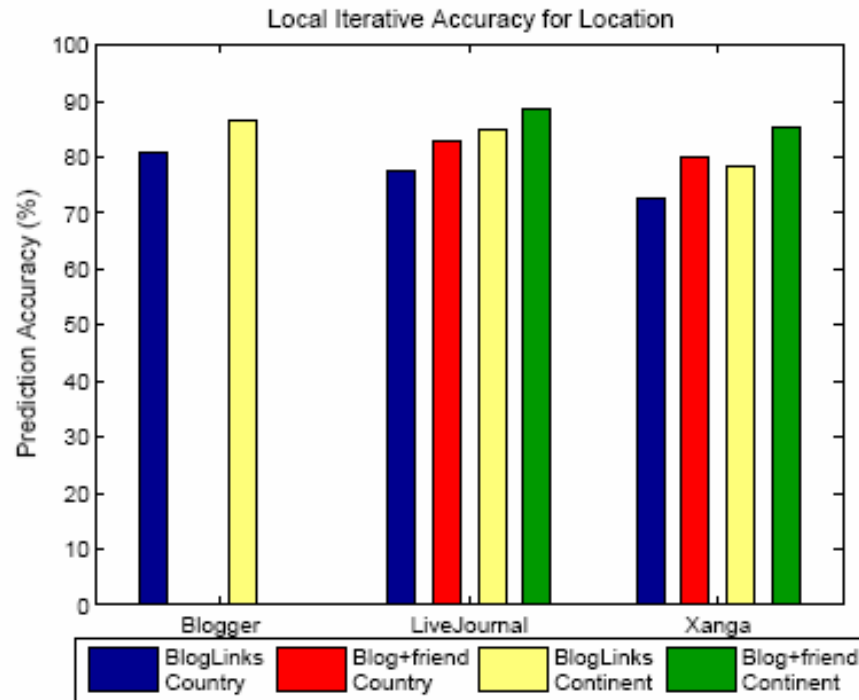 Local Iterative Accuracy for Location
Prediction Accuracy (%)
100
90
80
70
60
50
40
30
20
10
0
Blogger LiveJournal Xanga
BlogLinks Country
Blog+friend Country
BlogLinks Continent
Blog+friend Continent